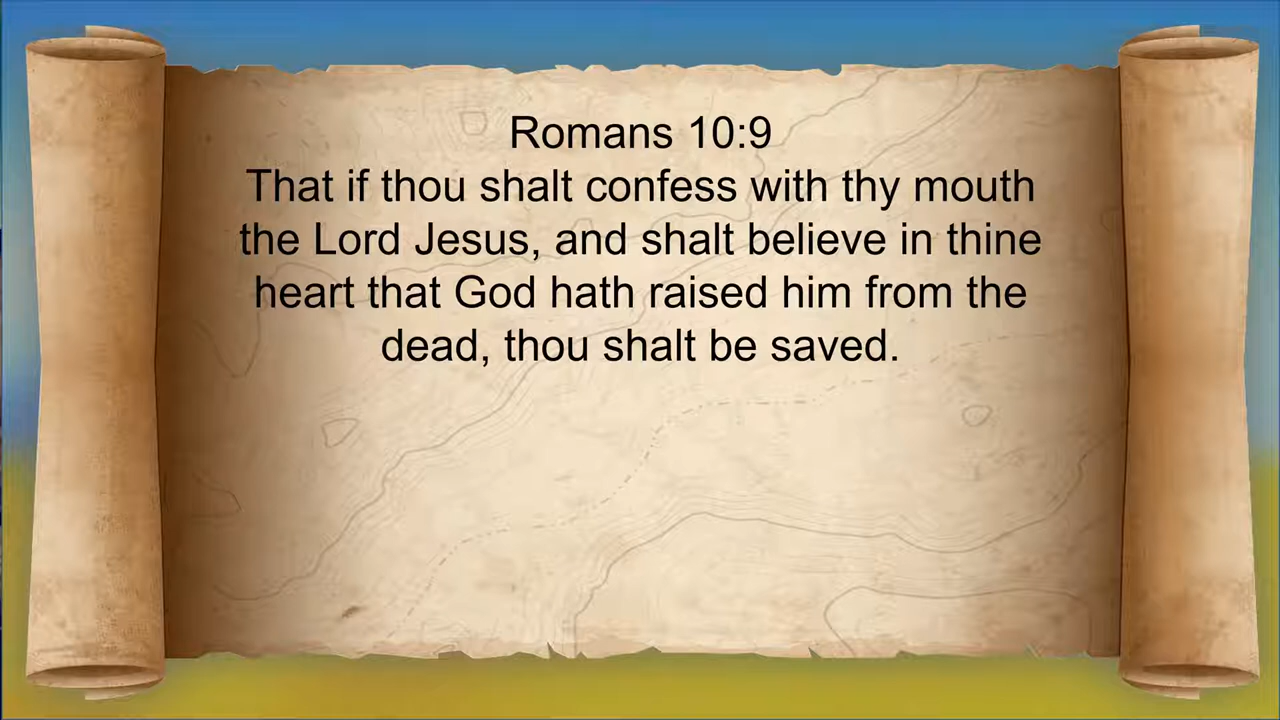 Romans 10:9
That if thou shalt confess with thy mouth
the Lord Jesus, and shalt believe in thine
heart that God hath raised him from the
dead, thou shalt be saved.